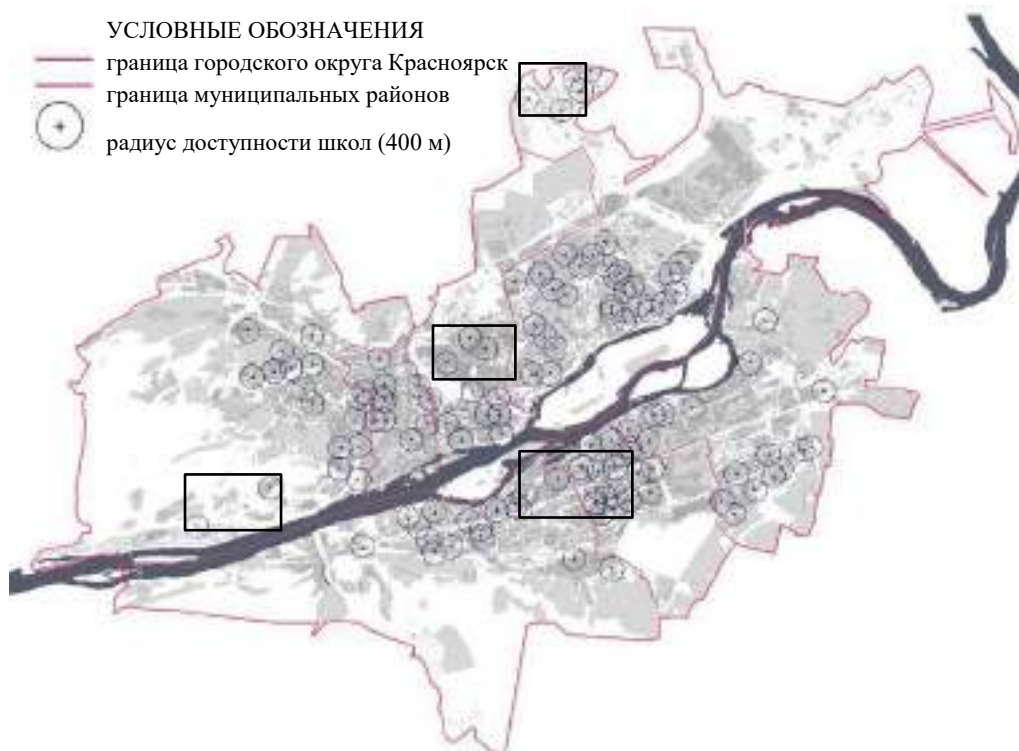 УСЛОВНЫЕ ОБОЗНАЧЕНИЯ
граница городского округа Красноярск
граница муниципальных районов
радиус доступности школ (400 м)